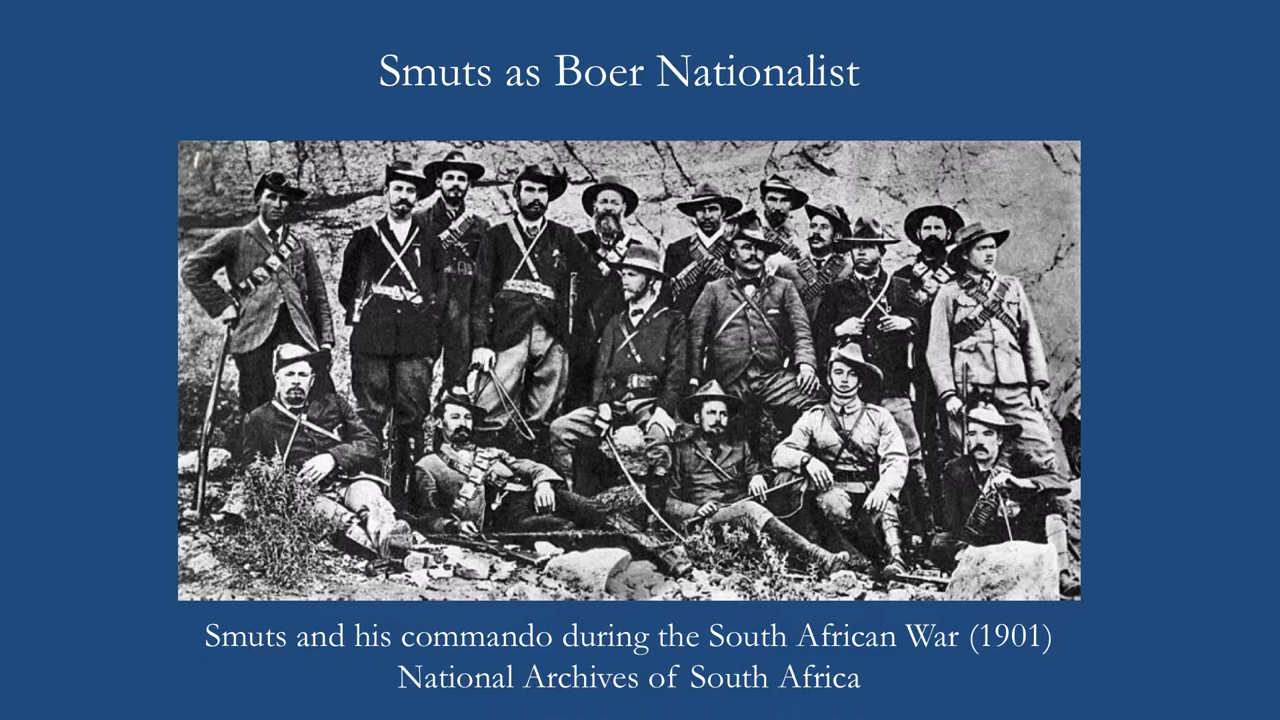 Smuts as Boer Nationalist
Smuts and his commando during the South African War (1901)
National Archives of South Africa